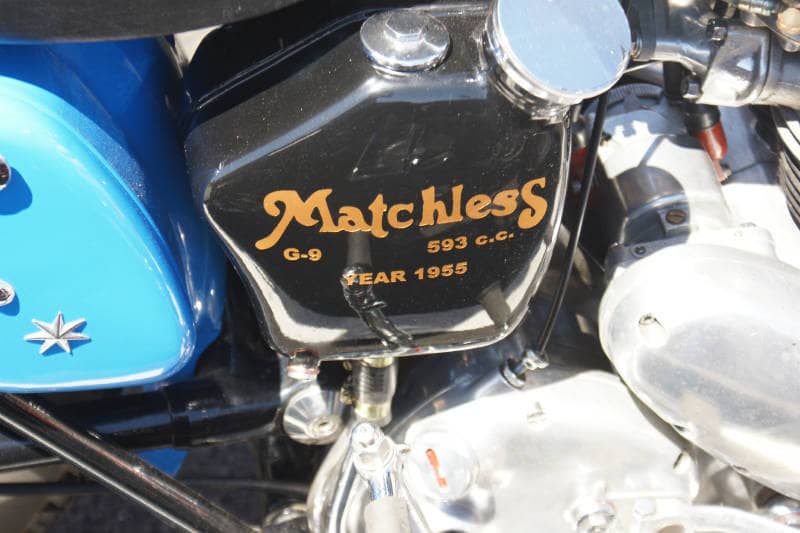 Matchless
G-9 593 c.c.
YEAR 1955